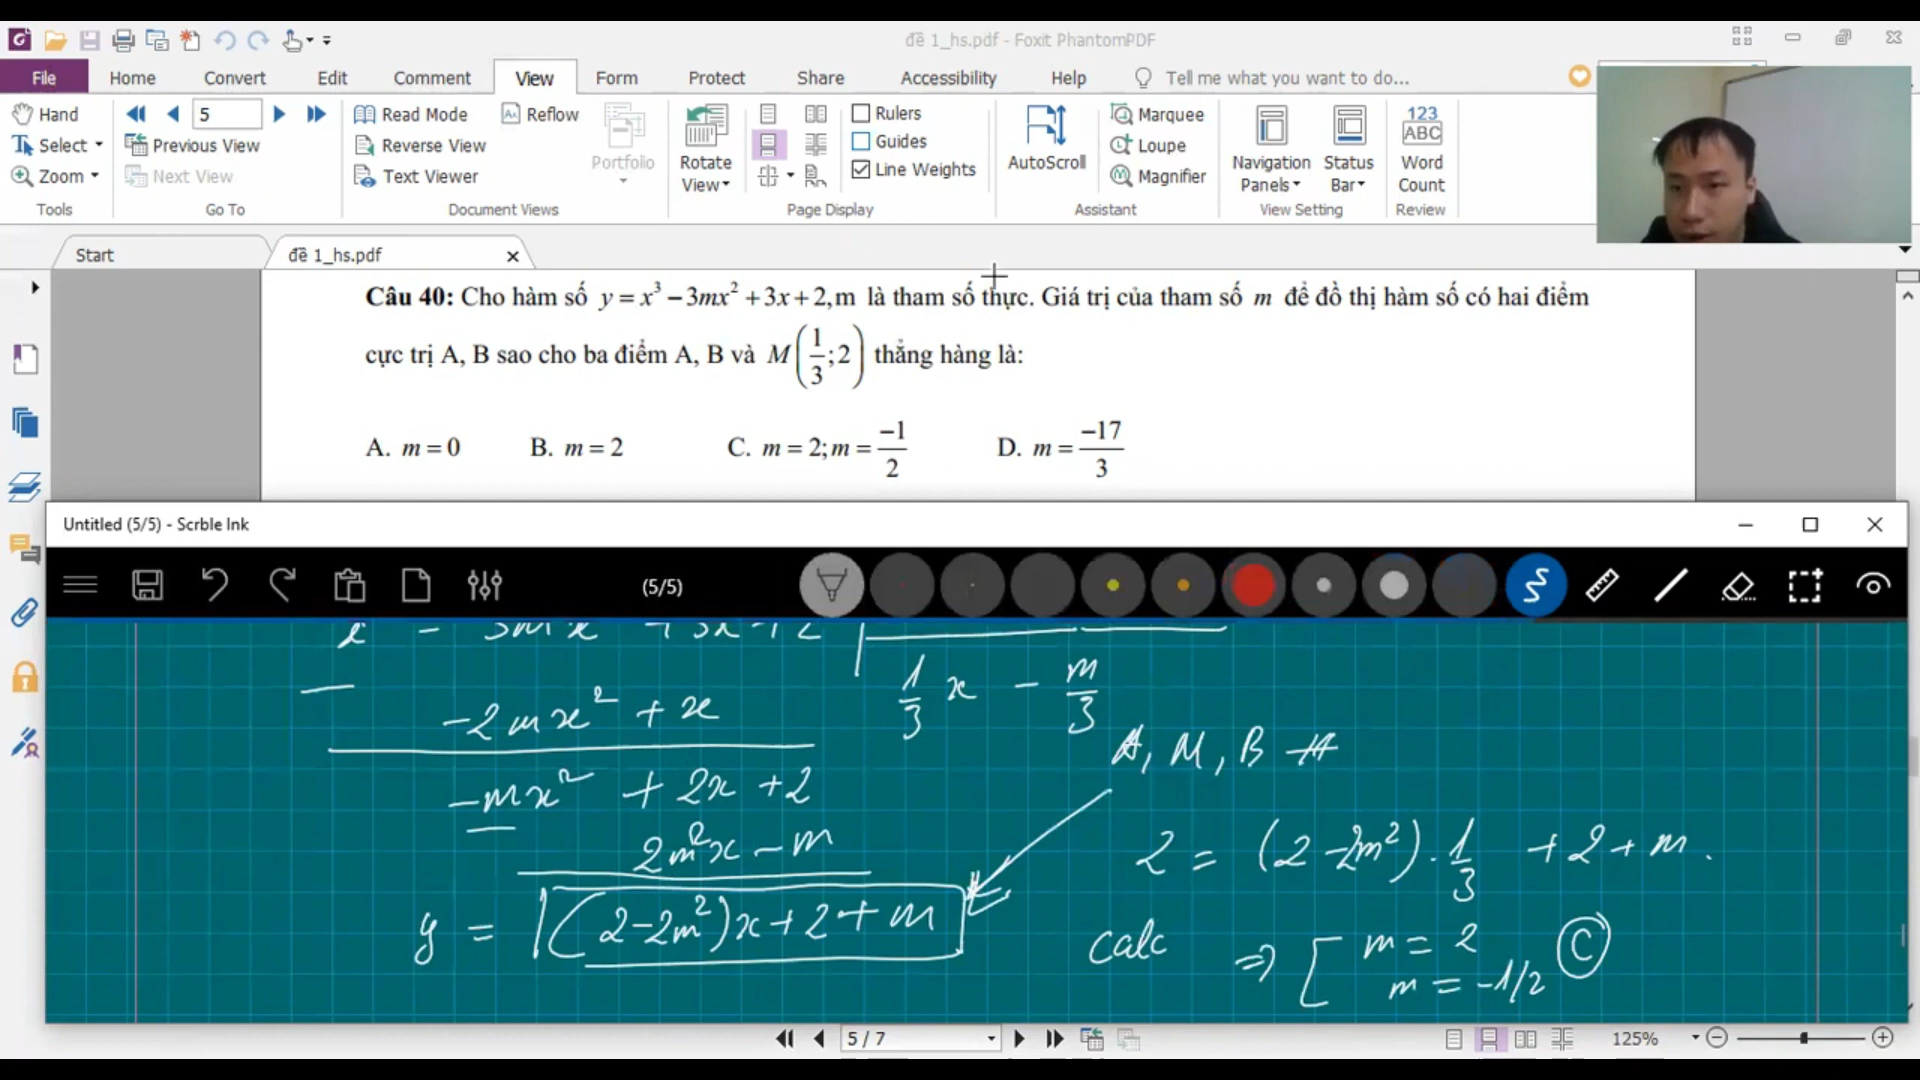 đề 1_hs.pdf - Foxit PhantomPDF
File Home Convert Edit Comment View Form Protect Share Accessibility Help Tell me what you want to do...
Hand 5 Read Mode Reflow Rulers Marquee 123
Select Previous View Reverse View Portfolio Rotate View Guides AutoScroll Loupe Navigation Panels Status Bar ABC Word Count
Zoom Next View Text Viewer Line Weights Magnifier
Tools Go To Document Views Page Display Assistant View Setting Review
Start đề 1_hs.pdf
Câu 40: Cho hàm số y = x³ − 3mx² + 3x + 2, m là tham số thực. Giá trị của tham số m để đồ thị hàm số có hai điểm
cực trị A, B sao cho ba điểm A, B và M(1/3; 2) thẳng hàng là:
A. m = 0 B. m = 2 C. m = 2; m = −1/2 D. m = −17/3
Untitled (5/5) - Scrble Ink
(5/5)
− 3mx² + 3x + 2
1/3 x − m/3
−2mx² + x
A, M, B
−mx² + 2x + 2
2m²x − m
2 = (2 − 2m²) . 1/3 + 2 + m .
y = (2 − 2m²)x + 2 + m
calc ⇒ [ m = 2 C
m = −1/2
5 / 7 125%